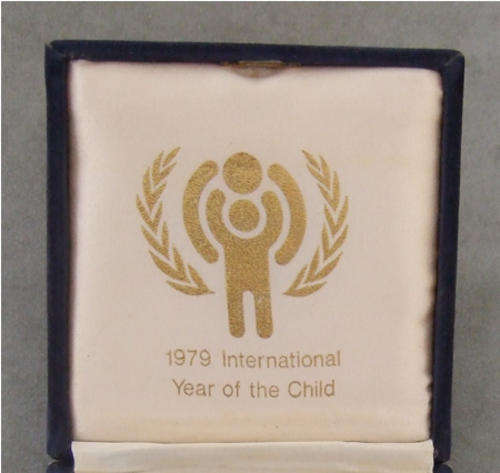 1979 International
Year of the Child